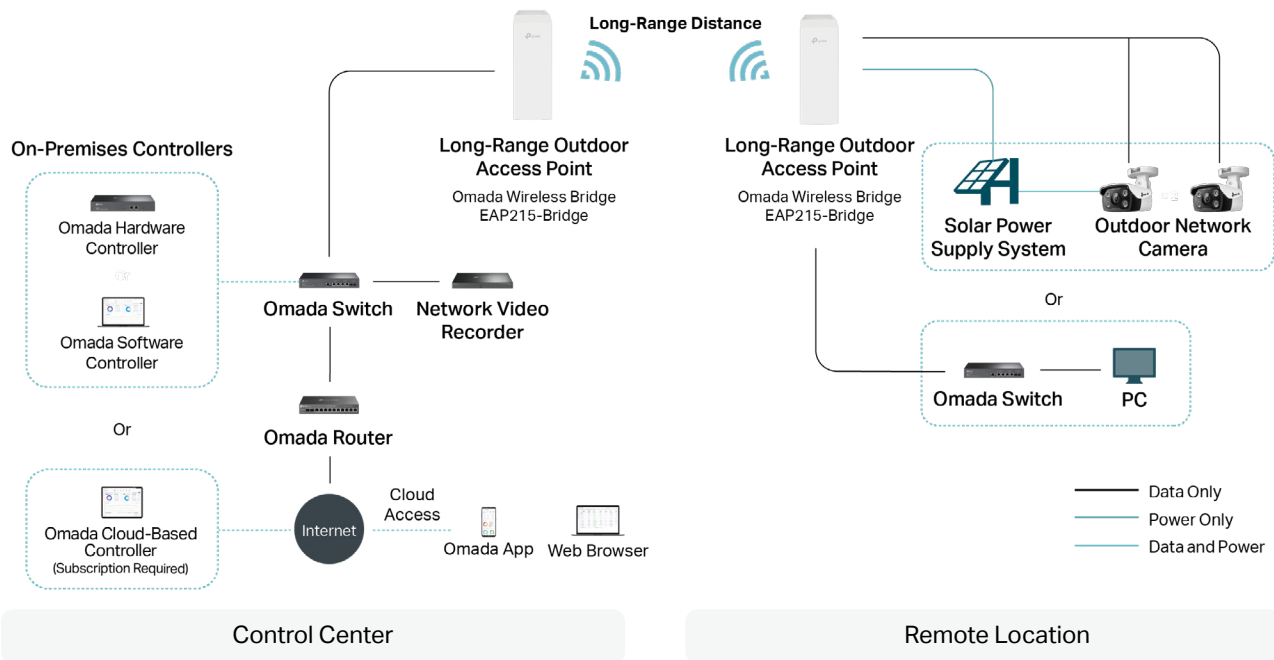 Long-Range Distance
Long-Range Outdoor
Access Point
Omada Wireless Bridge
EAP215-Bridge
Long-Range Outdoor
Access Point
Omada Wireless Bridge
EAP215-Bridge
On-Premises Controllers
Omada Hardware
Controller
Or
Omada Software
Controller
Omada Switch
Network Video
Recorder
Solar Power
Supply System
Outdoor Network
Camera
Or
Omada Switch
PC
Or
Omada Router
Omada Cloud-Based
Controller
(Subscription Required)
Internet
Cloud
Access
Omada App
Web Browser
Data Only
Power Only
Data and Power
Control Center
Remote Location